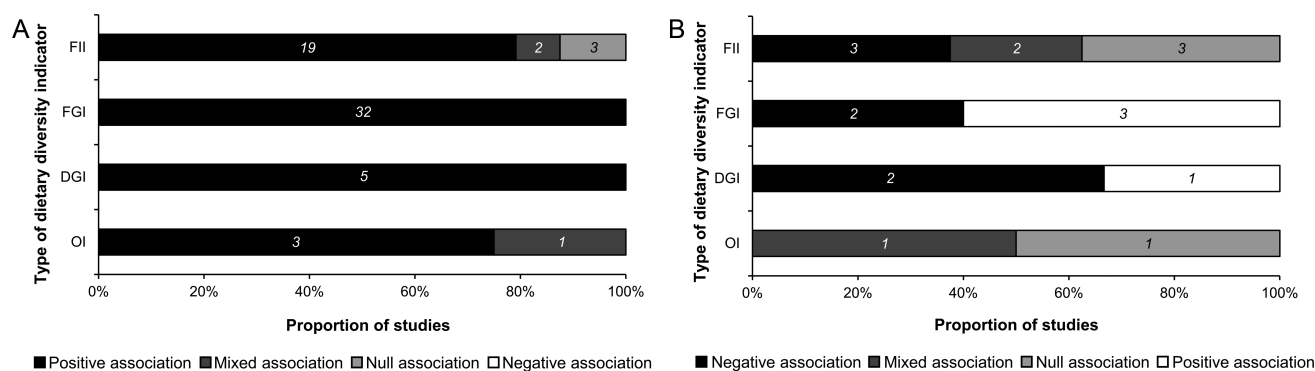 A
Type of dietary diversity indicator
FII
19
2
3
FGI
32
DGI
5
OI
3
1
0%
20%
40%
60%
80%
100%
Proportion of studies
Positive association
Mixed association
Null association
Negative association
B
Type of dietary diversity indicator
FII
3
2
3
FGI
2
3
DGI
2
1
OI
1
1
0%
20%
40%
60%
80%
100%
Proportion of studies
Negative association
Mixed association
Null association
Positive association